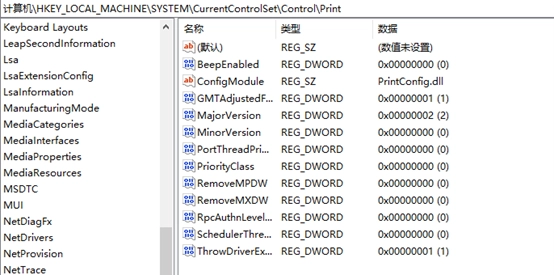 计算机\HKEY_LOCAL_MACHINE\SYSTEM\CurrentControlSet\Control\Print
Keyboard Layouts
LeapSecondInformation
Lsa
LsaExtensionConfig
LsaInformation
ManufacturingMode
MediaCategories
MediaInterfaces
MediaProperties
MediaResources
MSDTC
MUI
NetDiagFx
NetDrivers
NetProvision
NetTrace
名称 类型 数据
(默认) REG_SZ (数值未设置)
BeepEnabled REG_DWORD 0x00000000 (0)
ConfigModule REG_SZ PrintConfig.dll
GMTAdjustedF... REG_DWORD 0x00000001 (1)
MajorVersion REG_DWORD 0x00000002 (2)
MinorVersion REG_DWORD 0x00000000 (0)
PortThreadPri... REG_DWORD 0x00000000 (0)
PriorityClass REG_DWORD 0x00000000 (0)
RemoveMPDW REG_DWORD 0x00000000 (0)
RemoveMXDW REG_DWORD 0x00000000 (0)
RpcAuthnLevel... REG_DWORD 0x00000000 (0)
SchedulerThre... REG_DWORD 0x00000000 (0)
ThrowDriverEx... REG_DWORD 0x00000001 (1)